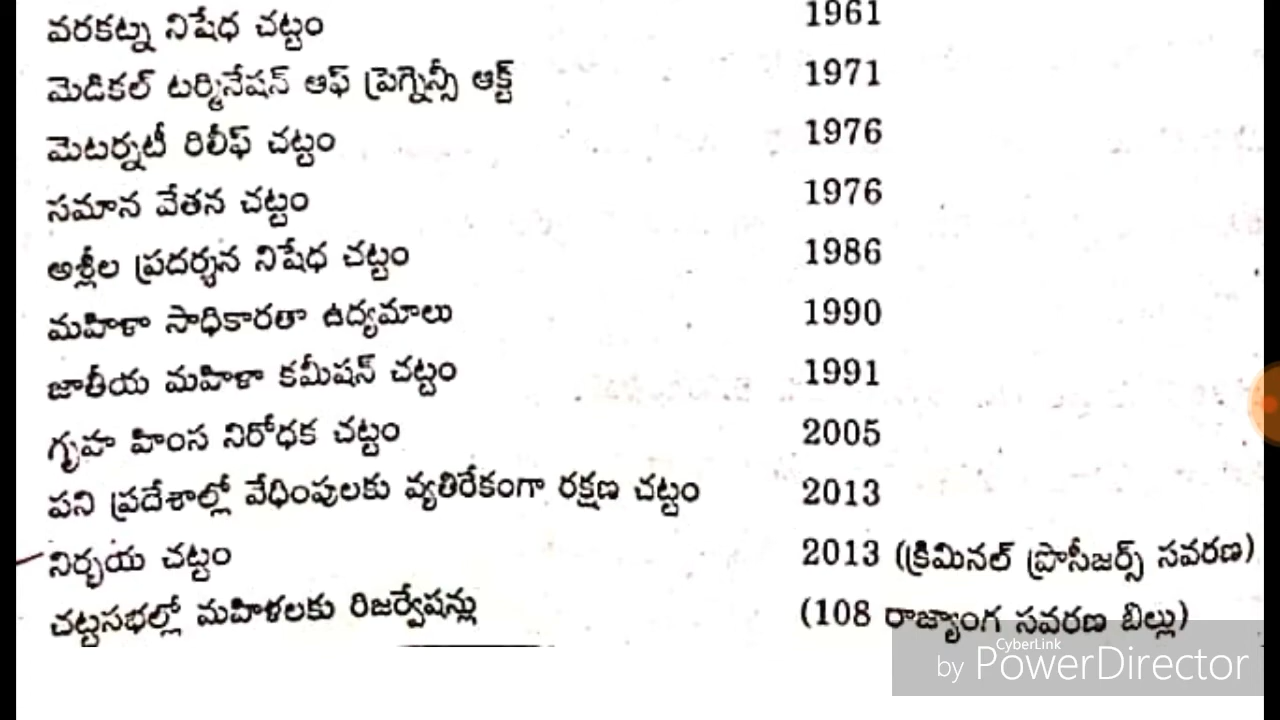 వరకట్న నిషేధ చట్టం 1961
మెడికల్ టర్మినేషన్ ఆఫ్ ప్రెగ్నెన్సీ ఆక్ట్ 1971
మెటర్నటీ రిలీఫ్ చట్టం 1976
సమాన వేతన చట్టం 1976
అశ్లీల ప్రదర్శన నిషేధ చట్టం 1986
మహిళా సాధికారతా ఉద్యమాలు 1990
జాతీయ మహిళా కమీషన్ చట్టం 1991
గృహ హింస నిరోధక చట్టం 2005
పని ప్రదేశాల్లో వేధింపులకు వ్యతిరేకంగా రక్షణ చట్టం 2013
నిర్భయ చట్టం 2013 (క్రిమినల్ ప్రొసీజర్స్ సవరణ)
చట్టసభల్లో మహిళలకు రిజర్వేషన్లు (108 రాజ్యాంగ సవరణ బిల్లు)
CyberLink
by PowerDirector